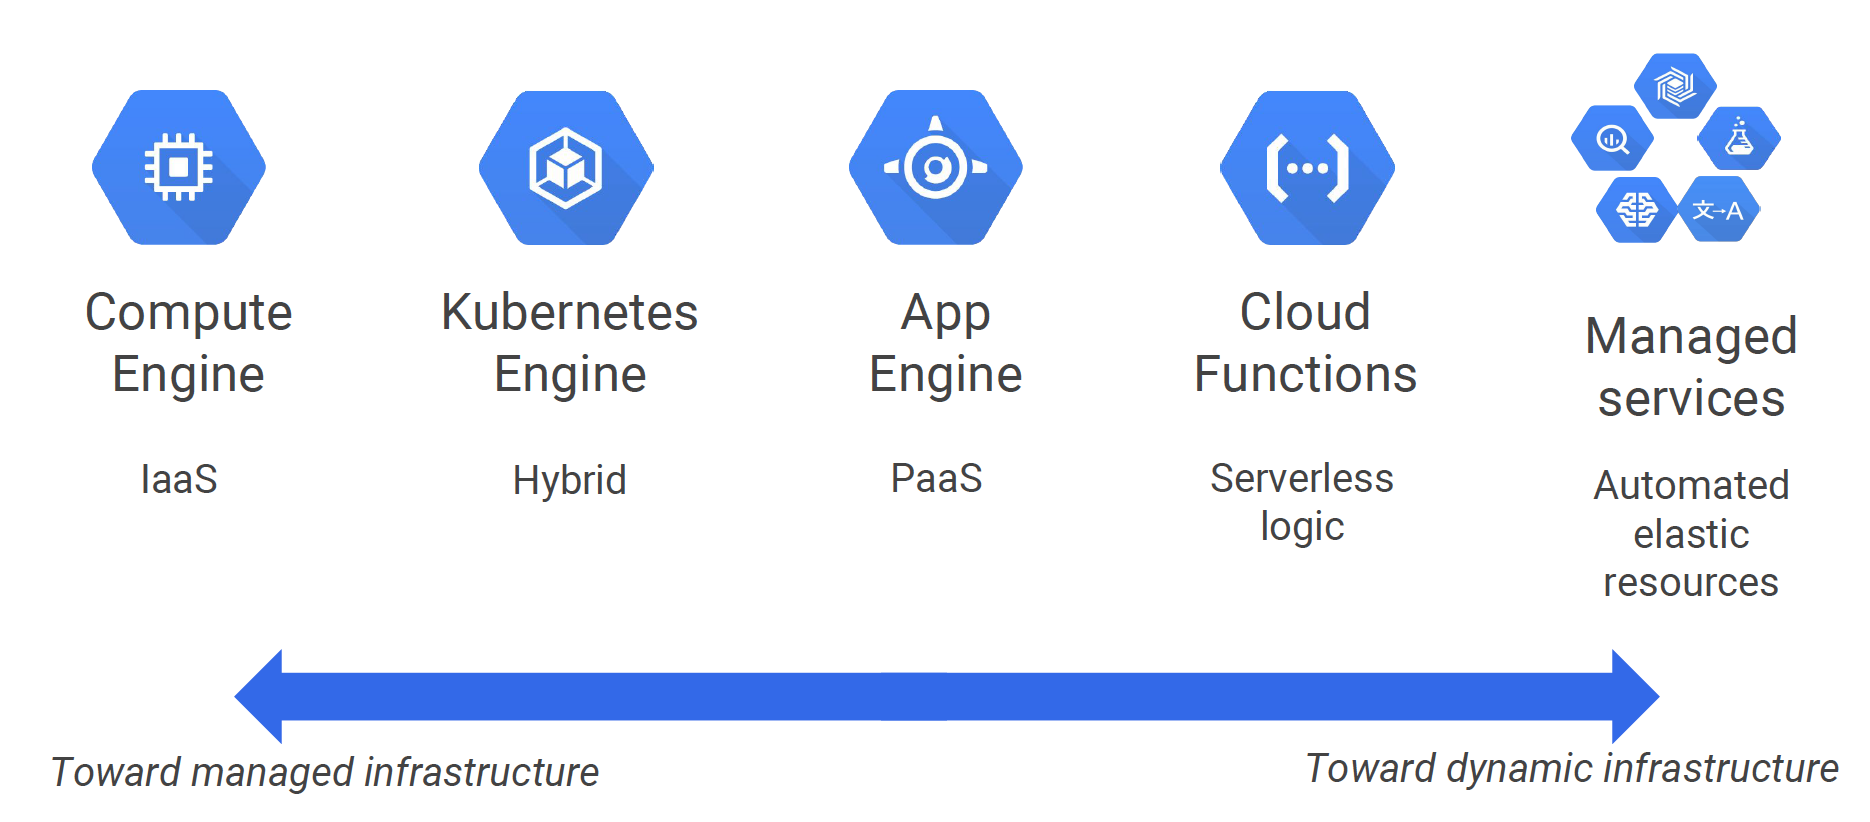 文→A
Compute
Engine
Kubernetes
Engine
App
Engine
Cloud
Functions
Managed
services
IaaS
Hybrid
PaaS
Serverless
logic
Automated
elastic
resources
Toward managed infrastructure
Toward dynamic infrastructure